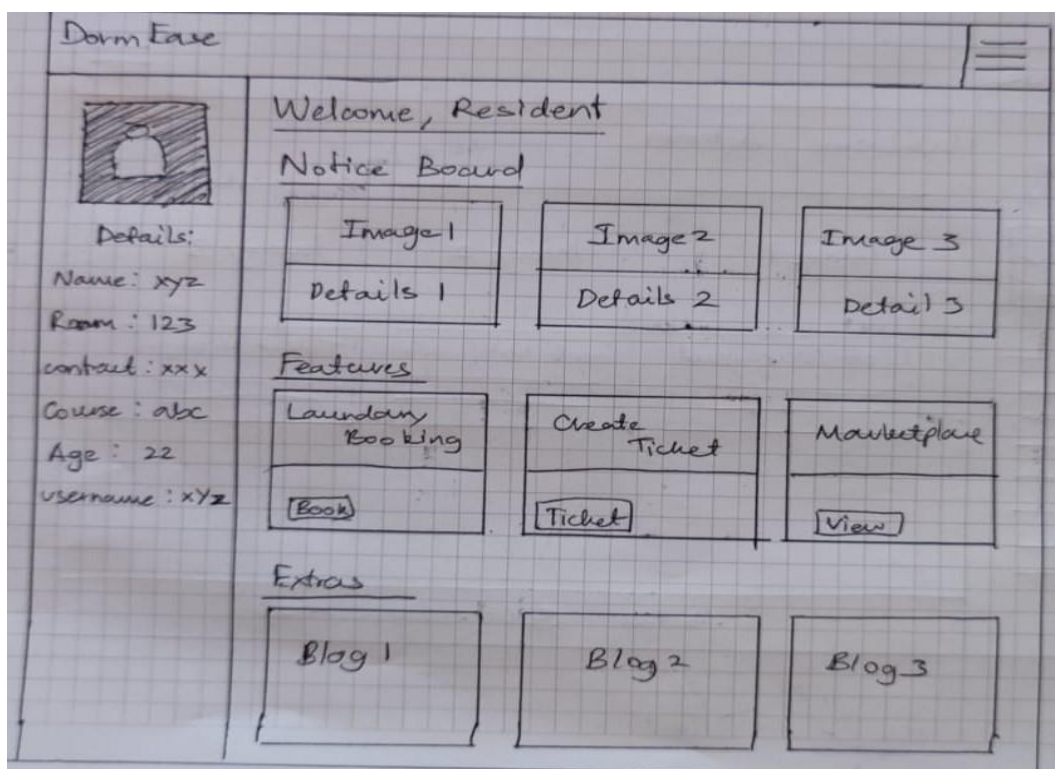 DormEase
Welcome, Resident
Notice Board
Image 1
Image 2
Image 3
Details 1
Details 2
Detail 3
Details:
Name: xyz
Room: 123
contact: xxx
Course: abc
Age: 22
username: xyz
Features
Laundary
Booking
Create
Ticket
Marketplace
Book
Ticket
View
Extras
Blog 1
Blog 2
Blog 3